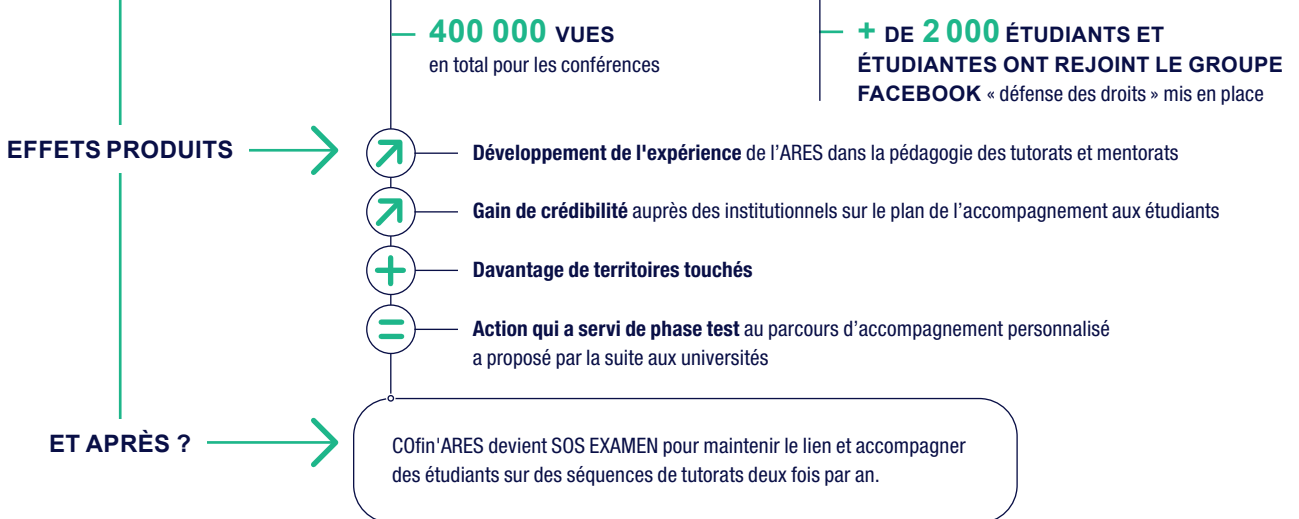 400 000 VUES
en total pour les conférences
+ DE 2 000 ÉTUDIANTS ET
ÉTUDIANTES ONT REJOINT LE GROUPE
FACEBOOK « défense des droits » mis en place
EFFETS PRODUITS
Développement de l'expérience de l’ARES dans la pédagogie des tutorats et mentorats
Gain de crédibilité auprès des institutionnels sur le plan de l’accompagnement aux étudiants
Davantage de territoires touchés
Action qui a servi de phase test au parcours d’accompagnement personnalisé
a proposé par la suite aux universités
ET APRÈS ?
COfin'ARES devient SOS EXAMEN pour maintenir le lien et accompagner
des étudiants sur des séquences de tutorats deux fois par an.